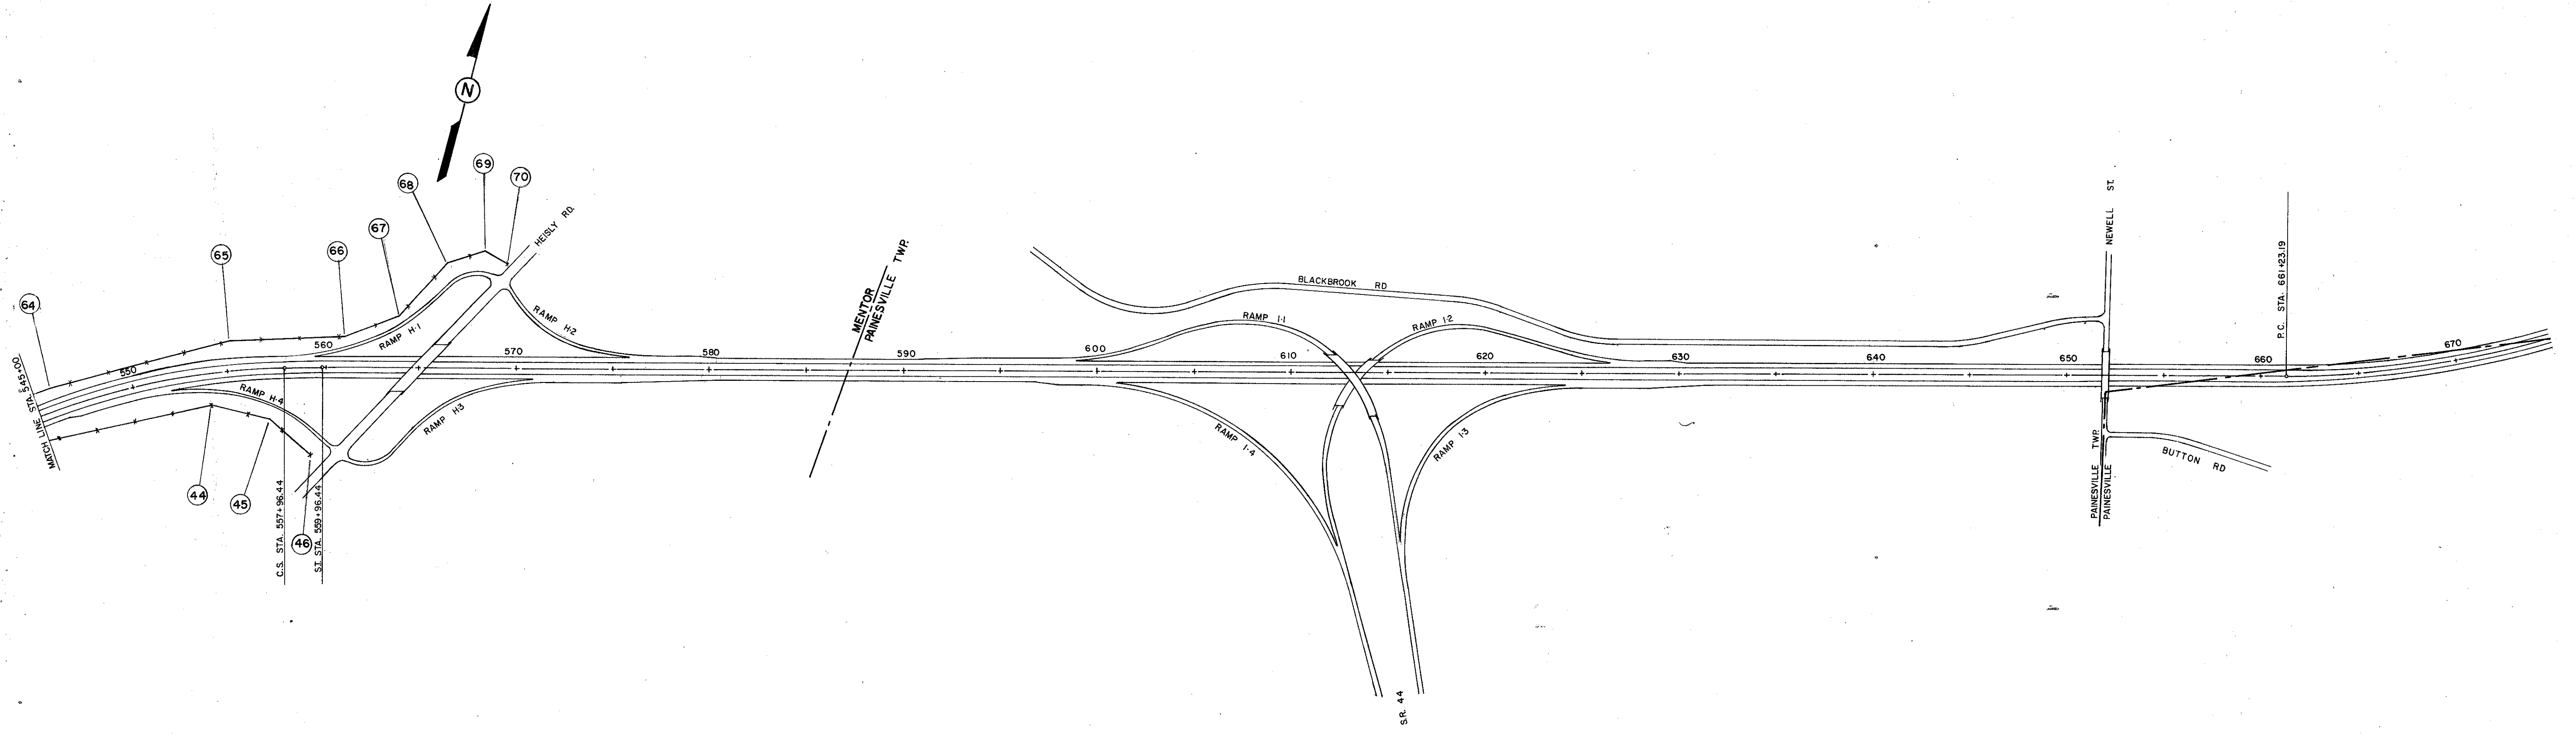 N
69
70
68
67
66
65
64
HEISLY RD.
RAMP H-1
RAMP H-2
MENTOR
PAINESVILLE TWP.
BLACKBROOK RD
RAMP I-1
RAMP I-2
NEWELL ST.
P.C. STA. 661+23.19
550
560
570
580
590
600
610
620
630
640
650
660
670
MATCH LINE STA. 545+00
RAMP H-4
RAMP H-3
RAMP I-4
RAMP I-3
PAINESVILLE TWP.
PAINESVILLE
BUTTON RD
44
45
46
C.S. STA. 557+96.44
S.T. STA. 559+96.44
S.R. 44